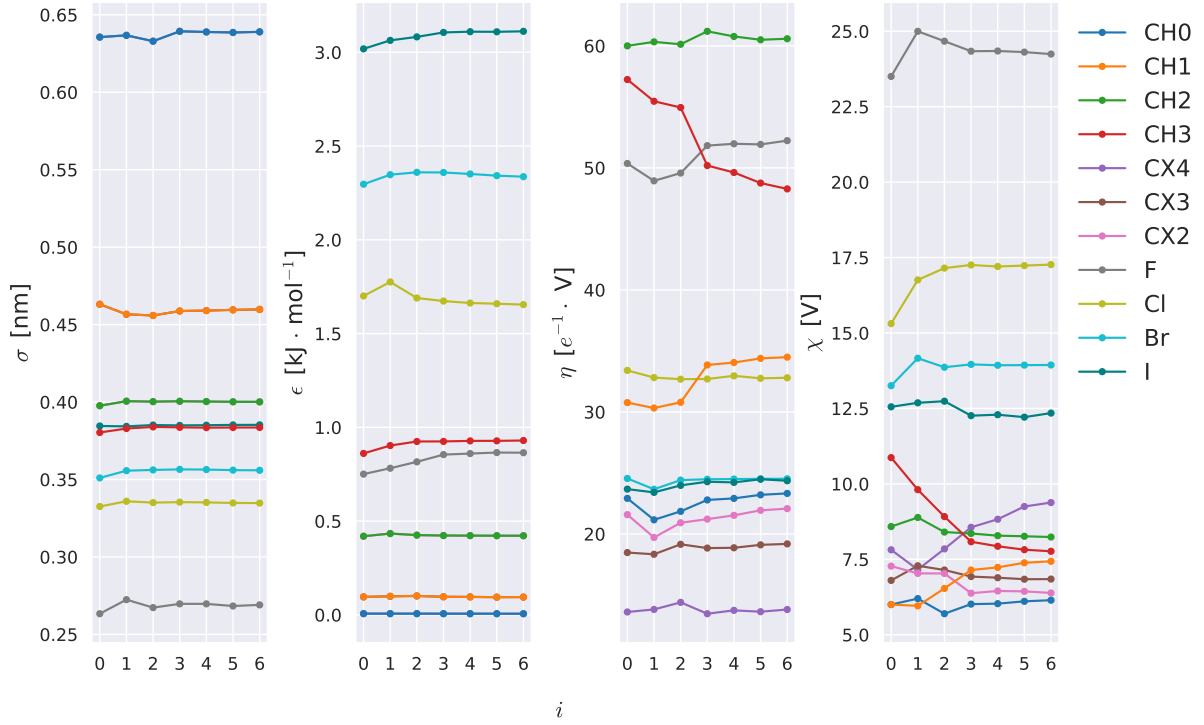 σ [nm]
0.65
0.60
0.55
0.50
0.45
0.40
0.35
0.30
0.25
0 1 2 3 4 5 6
ϵ [kJ · mol⁻¹]
3.0
2.5
2.0
1.5
1.0
0.5
0.0
0 1 2 3 4 5 6
η [e⁻¹ · V]
60
50
40
30
20
0 1 2 3 4 5 6
χ [V]
25.0
22.5
20.0
17.5
15.0
12.5
10.0
7.5
5.0
0 1 2 3 4 5 6
CH0
CH1
CH2
CH3
CX4
CX3
CX2
F
Cl
Br
I
i